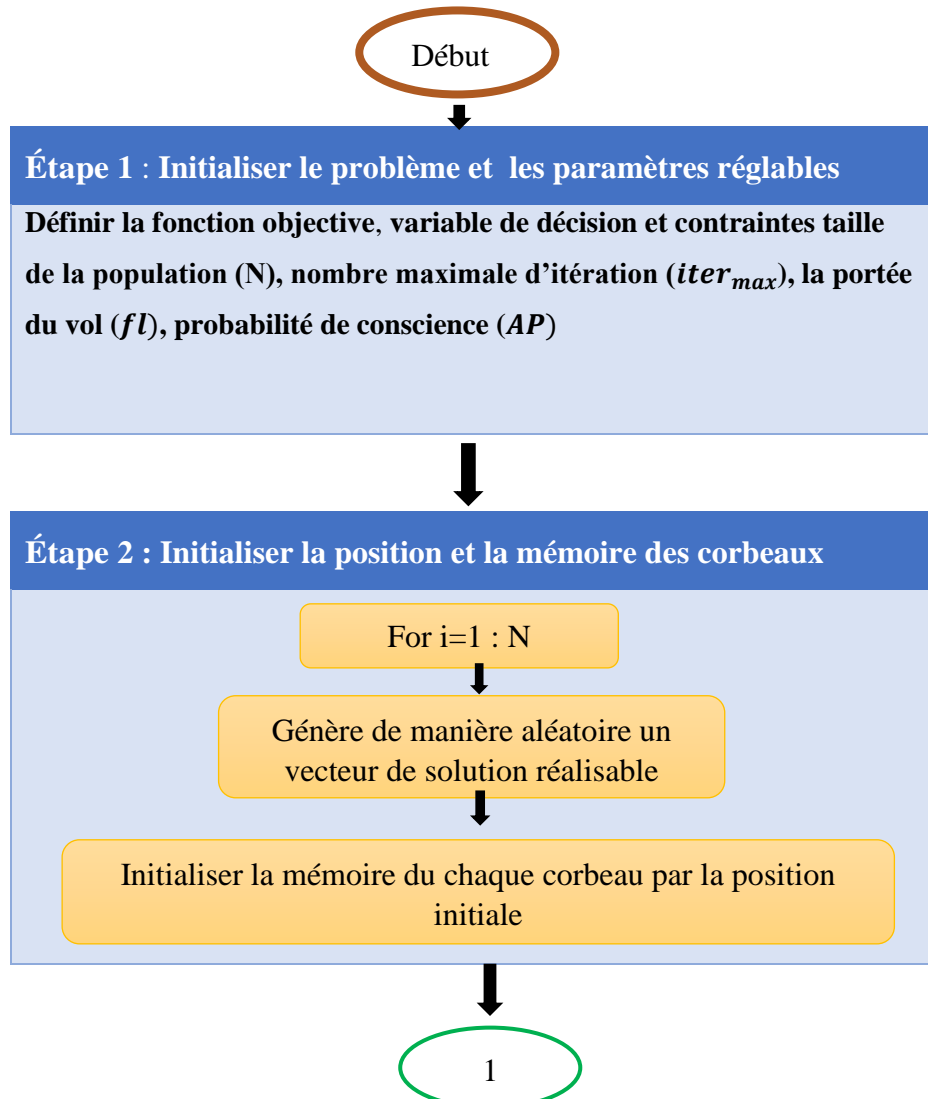 Début
Étape 1 : Initialiser le problème et les paramètres réglables
Définir la fonction objective, variable de décision et contraintes taille
de la population (N), nombre maximale d'itération (iter_max), la portée
du vol (fl), probabilité de conscience (AP)
Étape 2 : Initialiser la position et la mémoire des corbeaux
For i=1 : N
Génère de manière aléatoire un
vecteur de solution réalisable
Initialiser la mémoire du chaque corbeau par la position
initiale
1